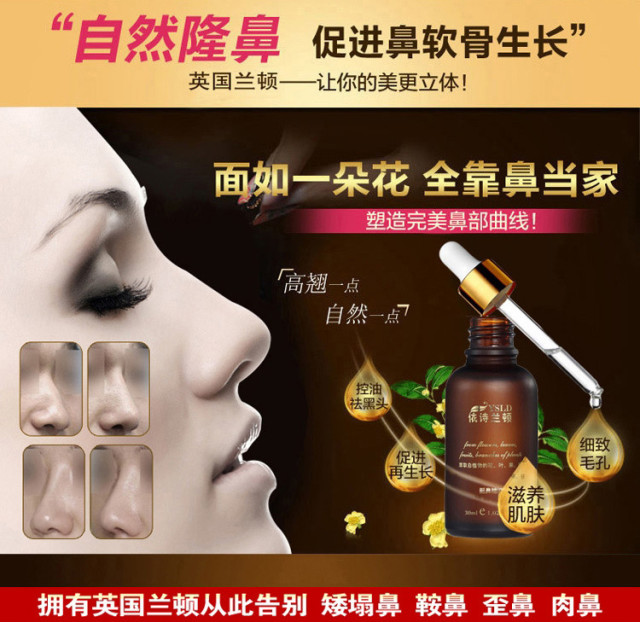 “自然隆鼻 促进鼻软骨生长”
英国兰顿——让你的美更立体!
面如一朵花 全靠鼻当家
塑造完美鼻部曲线!
「高翘一点
自然一点」
控油
祛黑头
促进
再生长
YSLD
依诗兰顿
细致
毛孔
滋养
肌肤
30ml
拥有英国兰顿从此告别 矮塌鼻 鞍鼻 歪鼻 肉鼻